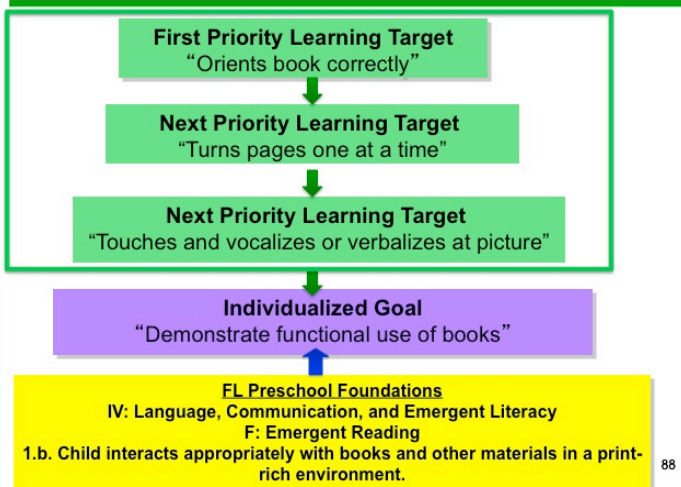 First Priority Learning Target
“Orients book correctly”
Next Priority Learning Target
“Turns pages one at a time”
Next Priority Learning Target
“Touches and vocalizes or verbalizes at picture”
Individualized Goal
“Demonstrate functional use of books”
FL Preschool Foundations
IV: Language, Communication, and Emergent Literacy
F: Emergent Reading
1.b. Child interacts appropriately with books and other materials in a print-
rich environment.
88